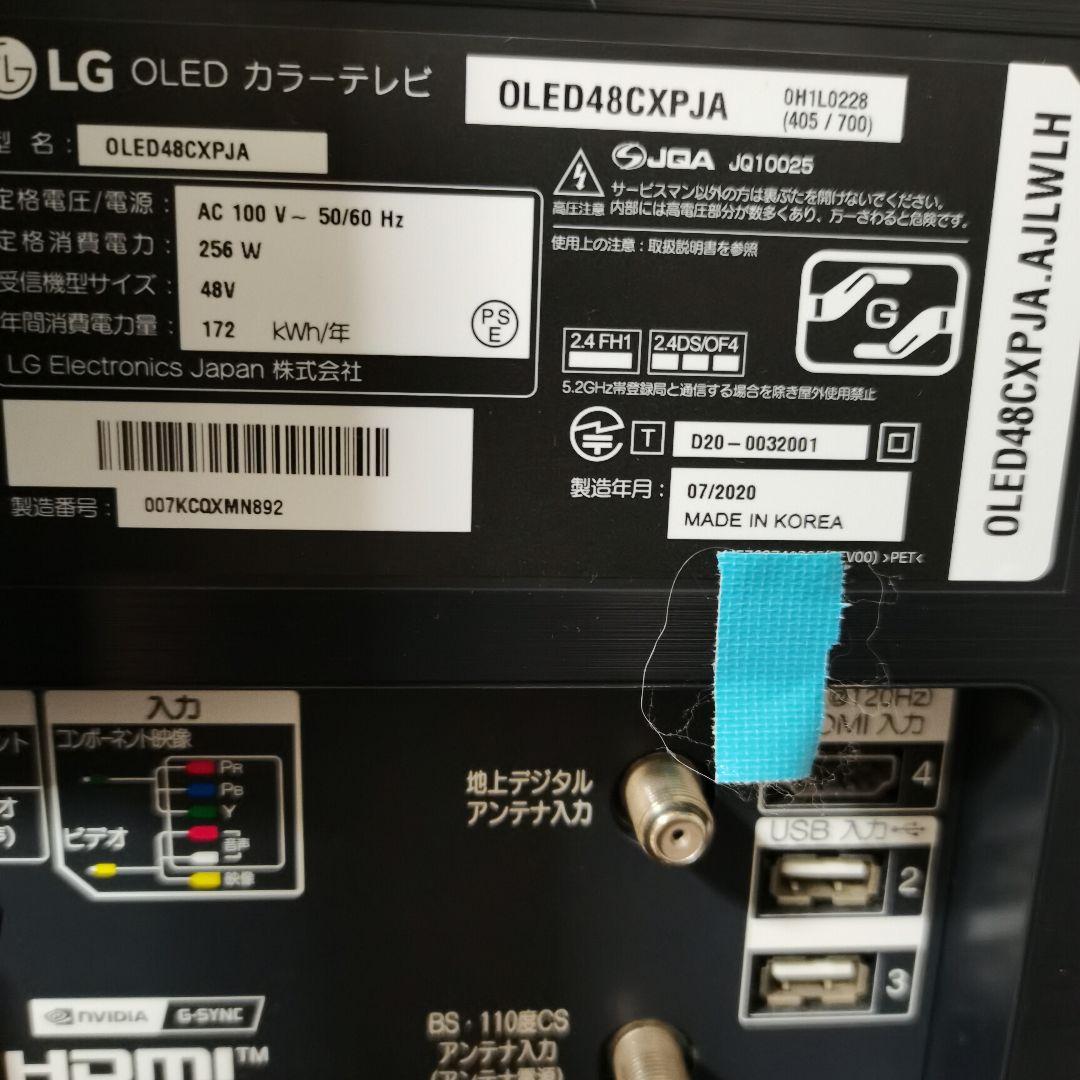 LG OLED カラーテレビ
OLED48CXPJA
0H1L0228
(405 / 700)
型 名 : OLED48CXPJA
定格電圧/電源 : AC 100 V~ 50/60 Hz
定格消費電力 : 256 W
受信機型サイズ : 48V
年間消費電力量 : 172 kWh/年
PS
E
LG Electronics Japan 株式会社
製造番号 : 007KCQXMN892
JQA JQ10025
高圧注意
サービスマン以外の方は裏ぶたを開けないでください。
内部には高電圧部分が数多くあり、万一さわると危険です。
使用上の注意 : 取扱説明書を参照
G
2.4 FH1
2.4DS/OF4
5.2GHz帯登録局と通信する場合を除き屋外使用禁止
T
D20-0032001
製造年月 : 07/2020
MADE IN KOREA
>PET<
OLED48CXPJA.AJLWLH
入力
コンポーネント映像
PR
PB
Y
音声
ビデオ
映像
地上デジタル
アンテナ入力
120Hz)
入力
4
USB 入力
2
3
NVIDIA G-SYNC
HDMI™
BS・110度CS
アンテナ入力
(アンテナ電源)